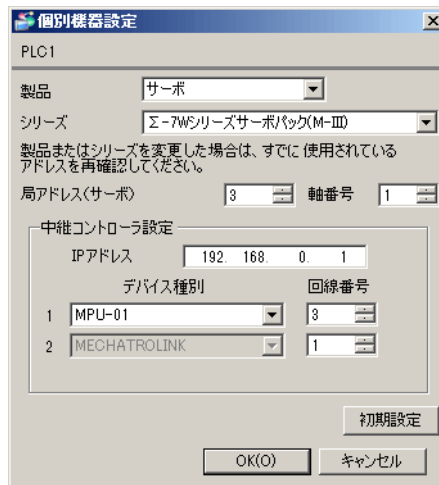 個別機器設定
PLC1
製品 サーボ
シリーズ Σ-7Wシリーズサーボパック(M-Ⅲ)
製品またはシリーズを変更した場合は、すでに使用されている
アドレスを再確認してください。
局アドレス(サーボ) 3 軸番号 1
中継コントローラ設定
IPアドレス 192. 168. 0. 1
デバイス種別 回線番号
1 MPU-01 3
2 MECHATROLINK 1
初期設定
OK(O) キャンセル